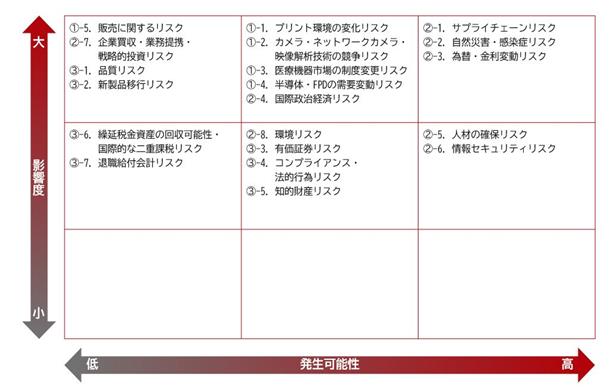 大
影響度
小
①-5. 販売に関するリスク
②-7. 企業買収・業務提携・
戦略的投資リスク
③-1. 品質リスク
③-2. 新製品移行リスク
①-1. プリント環境の変化リスク
①-2. カメラ・ネットワークカメラ・
映像解析技術の競争リスク
①-3. 医療機器市場の制度変更リスク
①-4. 半導体・FPDの需要変動リスク
②-4. 国際政治経済リスク
②-1. サプライチェーンリスク
②-2. 自然災害・感染症リスク
②-3. 為替・金利変動リスク
③-6. 繰延税金資産の回収可能性・
国際的な二重課税リスク
③-7. 退職給付会計リスク
②-8. 環境リスク
③-3. 有価証券リスク
③-4. コンプライアンス・
法的行為リスク
③-5. 知的財産リスク
②-5. 人材の確保リスク
②-6. 情報セキュリティリスク
低
発生可能性
高